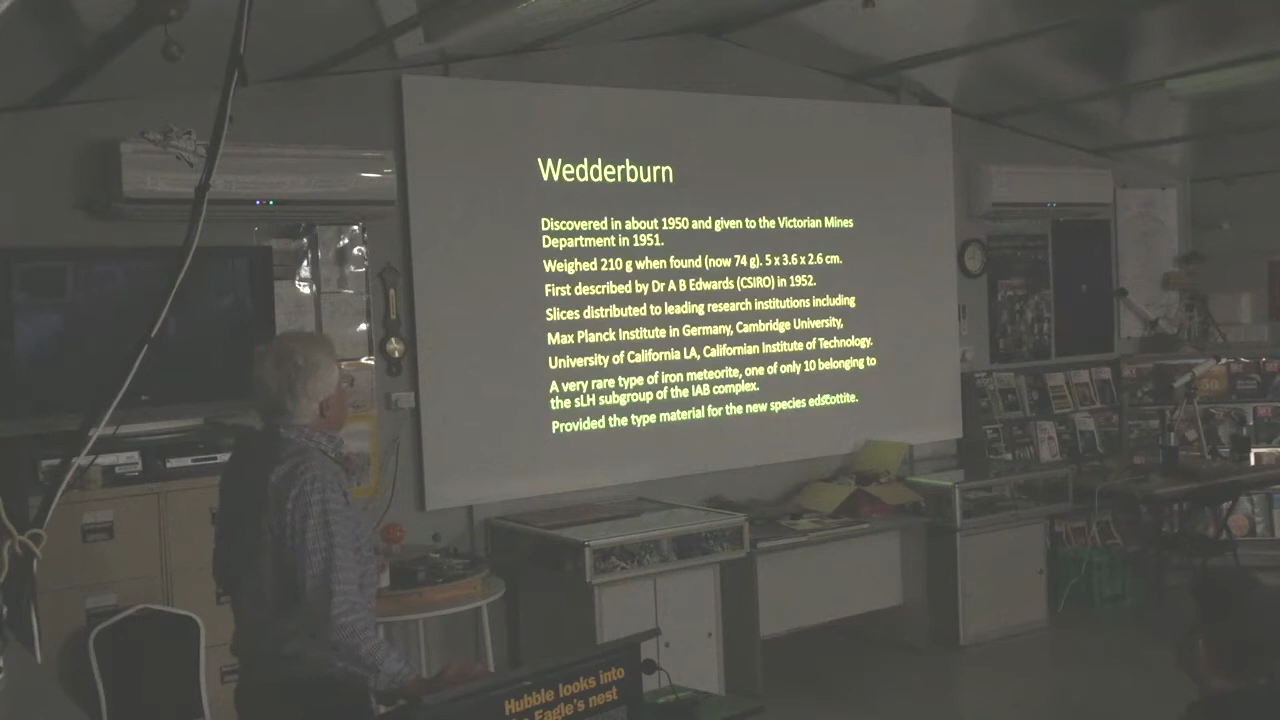 Wedderburn
Discovered in about 1950 and given to the Victorian Mines
Department in 1951.
Weighed 210 g when found (now 74 g). 5 x 3.6 x 2.6 cm.
First described by Dr A B Edwards (CSIRO) in 1952.
Slices distributed to leading research institutions including
Max Planck Institute in Germany, Cambridge University,
University of California LA, Californian Institute of Technology.
A very rare type of iron meteorite, one of only 10 belonging to
the sLH subgroup of the IAB complex.
Provided the type material for the new species edscottite.
Hubble looks into
Eagle's nest